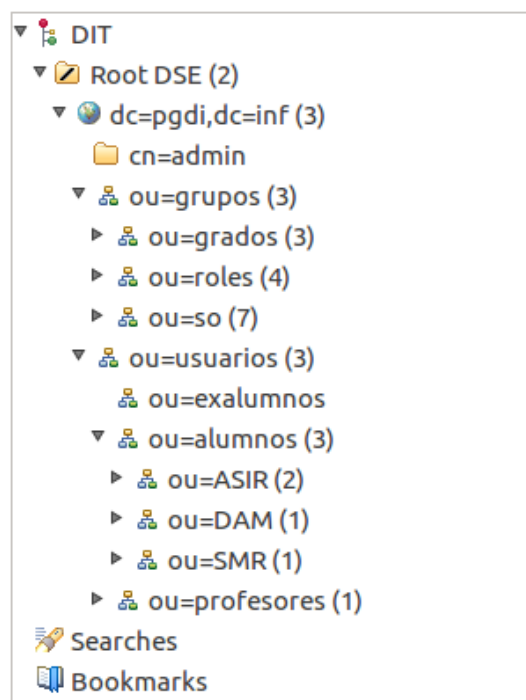 DIT
Root DSE (2)
dc=pgdi,dc=inf (3)
cn=admin
ou=grupos (3)
ou=grados (3)
ou=roles (4)
ou=so (7)
ou=usuarios (3)
ou=exalumnos
ou=alumnos (3)
ou=ASIR (2)
ou=DAM (1)
ou=SMR (1)
ou=profesores (1)
Searches
Bookmarks